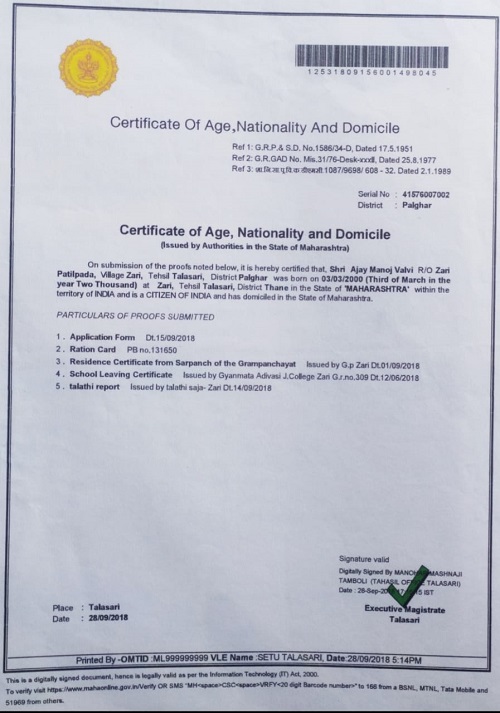 12531809156001498045
Certificate Of Age,Nationality And Domicile
Ref 1: G.R.P.& S.D. No.1586/34-D, Dated 17.5.1951
Ref 2: G.R.GAD No. Mis.31/76-Desk-xxxII, Dated 25.8.1977
Ref 3: 1087/9698/ 608 - 32. Dated 2.1.1989
Serial No : 41576007002
District : Palghar
Certificate of Age, Nationality and Domicile
(Issued by Authorities in the State of Maharashtra)
On submission of the proofs noted below, it is hereby certified that, Shri Ajay Manoj Valvi R/O Zari
Patilpada, Village Zari, Tehsil Talasari, District Palghar was born on 03/03/2000 (Third of March in the
year Two Thousand) at Zari, Tehsil Talasari, District Thane in the State of 'MAHARASHTRA' within the
territory of INDIA and is a CITIZEN OF INDIA and has domiciled in the State of Maharashtra.
PARTICULARS OF PROOFS SUBMITTED
1 . Application Form Dt.15/09/2018
2 . Ration Card PB no.131650
3 . Residence Certificate from Sarpanch of the Grampanchayat Issued by G.p Zari Dt.01/09/2018
4 . School Leaving Certificate Issued by Gyanmata Adivasi J.College Zari G.r.no.309 Dt.12/06/2018
5 . talathi report Issued by talathi saja- Zari Dt.14/09/2018
Signature valid
Digitally Signed By MASHNAJI
TAMBOLI (TAHASIL TALASARI)
Date : 28-Sep- IST
Executive Magistrate
Talasari
Place : Talasari
Date : 28/09/2018
Printed By -OMTID :ML999999999 VLE Name :SETU TALASARI, Date:28/09/2018 5:14PM
This is a digitally signed document, hence is legally valid as per the Information Technology (IT) Act, 2000.
To verify visit https://www.mahaonline.gov.in/Verify OR SMS "MH<space>CSC<space>VRFY<20 digit Barcode number>" to 166 from a BSNL, MTNL, Tata Mobile and
51969 from others.